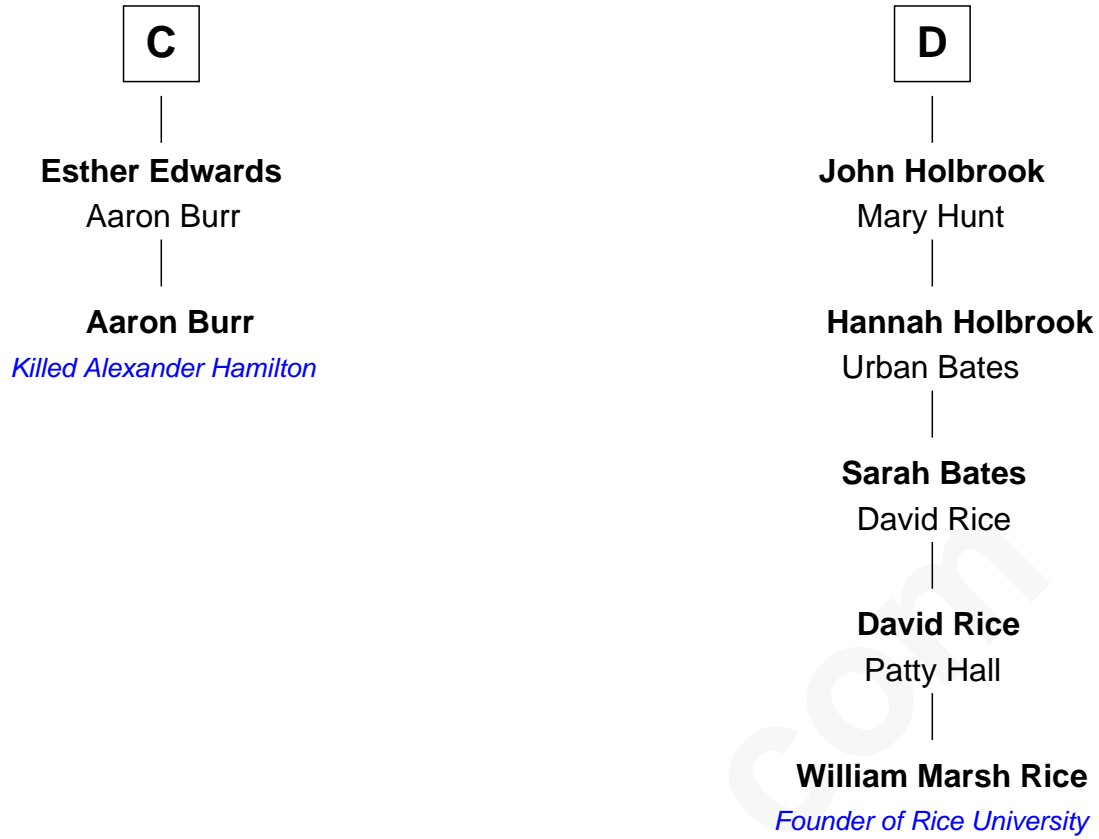 C
Esther Edwards
Aaron Burr
Aaron Burr
Killed Alexander Hamilton
D
John Holbrook
Mary Hunt
Hannah Holbrook
Urban Bates
Sarah Bates
David Rice
David Rice
Patty Hall
William Marsh Rice
Founder of Rice University
com